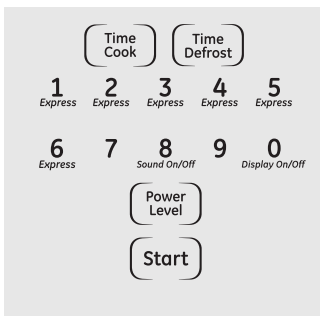 Time Time
Cook Defrost
1 2 3 4 5
Express Express Express Express Express
6 7 8 9 0
Express Sound On/Off Display On/Off
Power
Level
Start